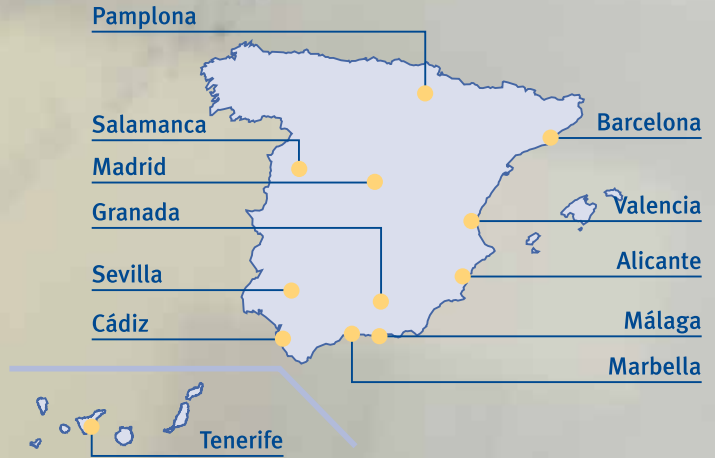 Pamplona
Salamanca
Madrid
Granada
Sevilla
Cádiz
Barcelona
Valencia
Alicante
Málaga
Marbella
Tenerife